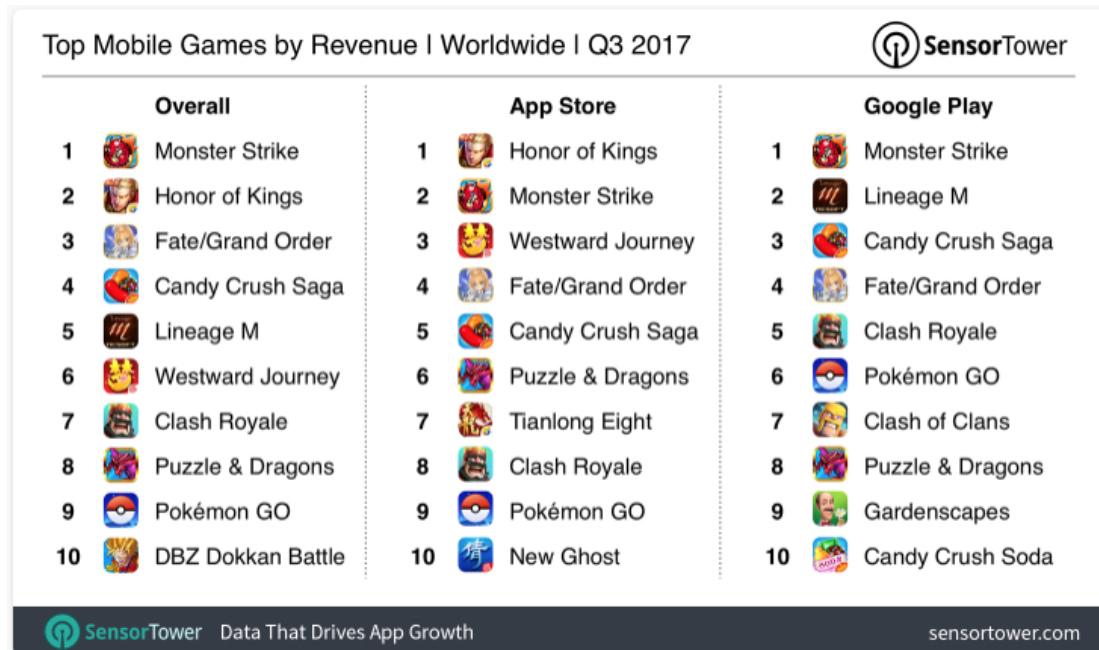 Top Mobile Games by Revenue | Worldwide | Q3 2017
SensorTower
Overall
1 Monster Strike
2 Honor of Kings
3 Fate/Grand Order
4 Candy Crush Saga
5 Lineage M
6 Westward Journey
7 Clash Royale
8 Puzzle & Dragons
9 Pokémon GO
10 DBZ Dokkan Battle
App Store
1 Honor of Kings
2 Monster Strike
3 Westward Journey
4 Fate/Grand Order
5 Candy Crush Saga
6 Puzzle & Dragons
7 Tianlong Eight
8 Clash Royale
9 Pokémon GO
10 New Ghost
Google Play
1 Monster Strike
2 Lineage M
3 Candy Crush Saga
4 Fate/Grand Order
5 Clash Royale
6 Pokémon GO
7 Clash of Clans
8 Puzzle & Dragons
9 Gardenscapes
10 Candy Crush Soda
SensorTower Data That Drives App Growth
sensortower.com